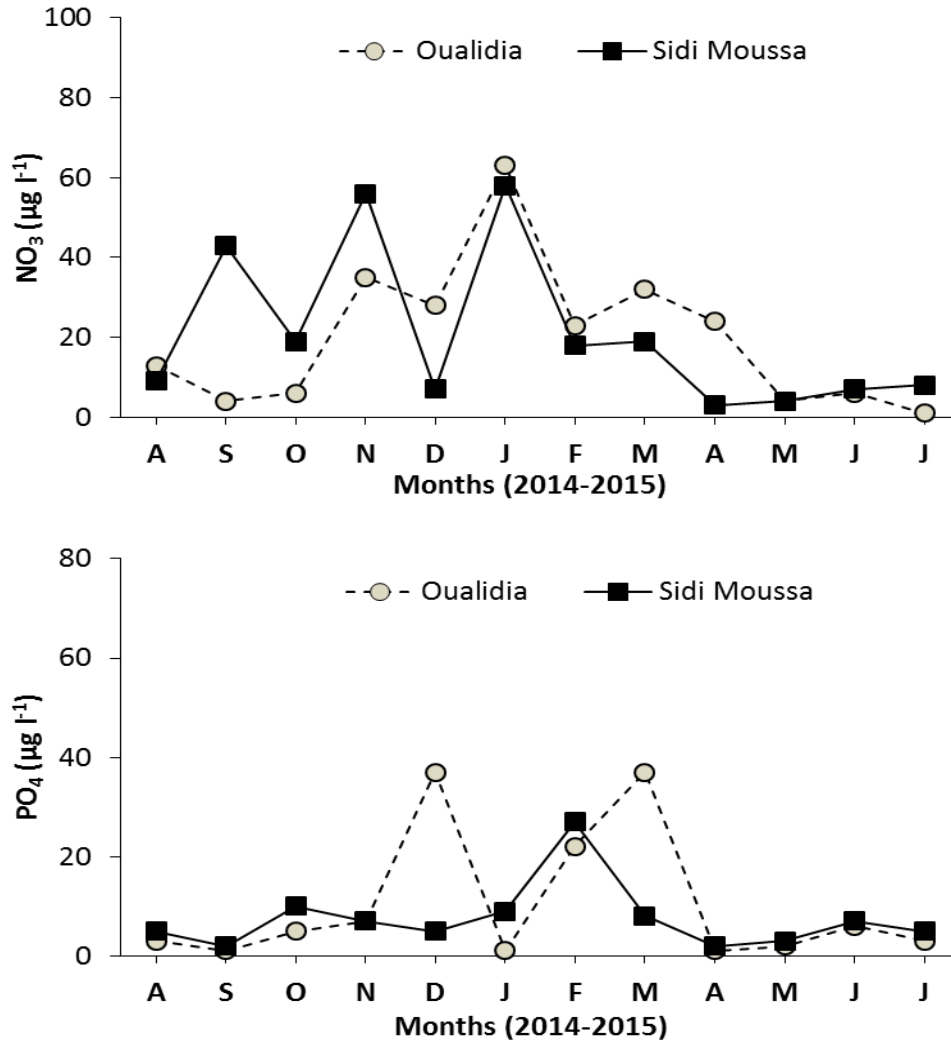 100
Oualidia Sidi Moussa
80
60
40
20
0
NO₃ (µg l⁻¹)
A S O N D J F M A M J J
Months (2014-2015)
80
Oualidia Sidi Moussa
60
40
20
0
PO₄ (µg l⁻¹)
A S O N D J F M A M J J
Months (2014-2015)